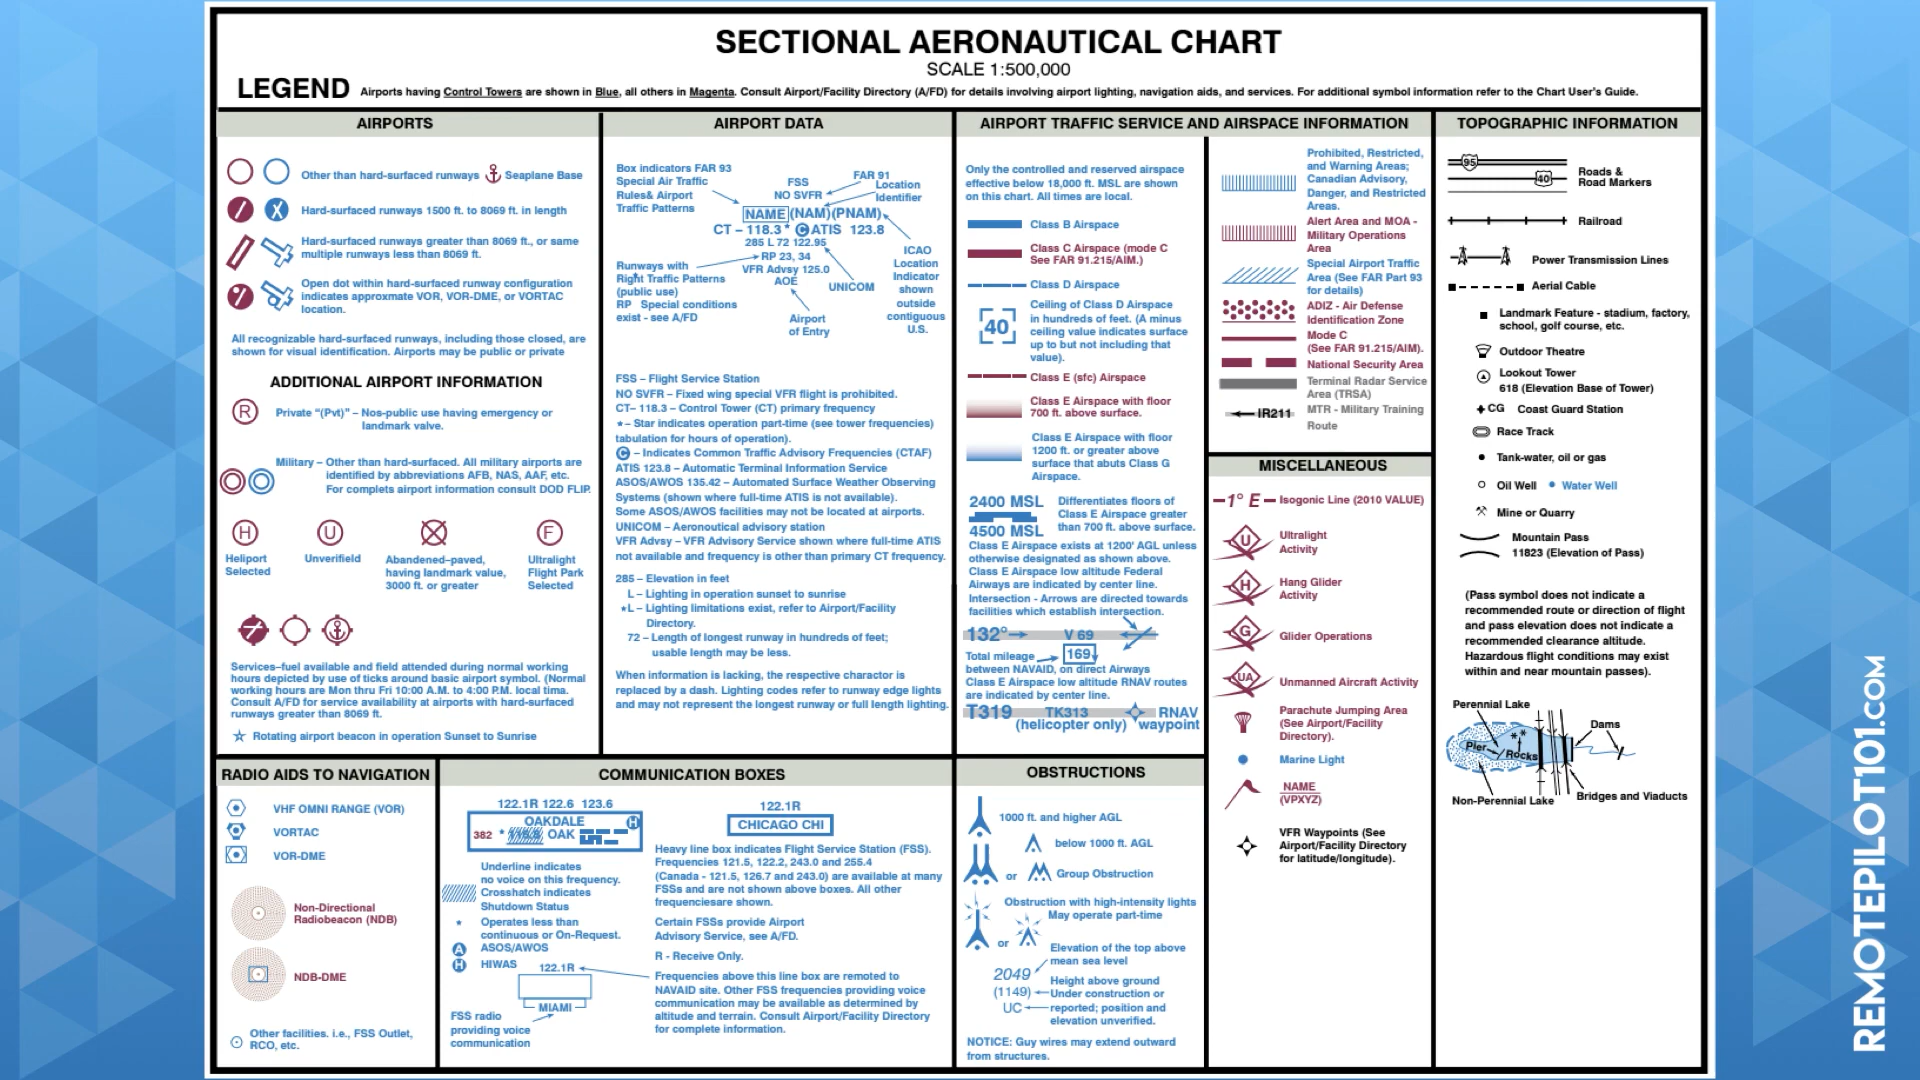 SECTIONAL AERONAUTICAL CHART
SCALE 1:500,000
LEGEND Airports having Control Towers are shown in Blue, all others in Magenta. Consult Airport/Facility Directory (A/FD) for details involving airport lighting, navigation aids, and services. For additional symbol information refer to the Chart User's Guide.
AIRPORTS
Other than hard-surfaced runways
Seaplane Base
Hard-surfaced runways 1500 ft. to 8069 ft. in length
Hard-surfaced runways greater than 8069 ft., or same
multiple runways less than 8069 ft.
Open dot within hard-surfaced runway configuration
indicates approxmate VOR, VOR-DME, or VORTAC
location.
All recognizable hard-surfaced runways, including those closed, are
shown for visual identification. Airports may be public or private
ADDITIONAL AIRPORT INFORMATION
R
Private "(Pvt)" – Nos-public use having emergency or
landmark valve.
Military – Other than hard-surfaced. All military airports are
identified by abbreviations AFB, NAS, AAF, etc.
For complets airport information consult DOD FLIP.
H
U
F
Heliport
Selected
Unverifield
Abandened–paved,
having landmark value,
3000 ft. or greater
Ultralight
Flight Park
Selected
Services–fuel available and field attended during normal working
hours depicted by use of ticks around basic airport symbol. (Normal
working hours are Mon thru Fri 10:00 A.M. to 4:00 P.M. local tima.
Consult A/FD for service availability at airports with hard-surfaced
runways greater than 8069 ft.
Rotating airport beacon in operation Sunset to Sunrise
AIRPORT DATA
Box indicators FAR 93
Special Air Traffic
Rules& Airport
Traffic Patterns
FSS
NO SVFR
FAR 91
Location
Identifier
NAME (NAM)(PNAM)
CT – 118.3 * C ATIS 123.8
285 L 72 122.95
RP 23, 34
VFR Advsy 125.0
AOE
Runways with
Right Traffic Patterns
(public use)
RP Special conditions
exist - see A/FD
UNICOM
Airport
of Entry
ICAO
Location
Indicator
shown
outside
contiguous
U.S.
FSS – Flight Service Station
NO SVFR – Fixed wing special VFR flight is prohibited.
CT– 118.3 – Control Tower (CT) primary frequency
* – Star indicates operation part-time (see tower frequencies)
tabulation for hours of operation).
C – Indicates Common Traffic Advisory Frequencies (CTAF)
ATIS 123.8 – Automatic Terminal Information Service
ASOS/AWOS 135.42 – Automated Surface Weather Observing
Systems (shown where full-time ATIS is not available).
Some ASOS/AWOS facilities may not be located at airports.
UNICOM – Aeronoutical advisory station
VFR Advsy – VFR Advisory Service shown where full-time ATIS
not available and frequency is other than primary CT frequency.
285 – Elevation in feet
L – Lighting in operation sunset to sunrise
*L – Lighting limitations exist, refer to Airport/Facility
Directory.
72 – Length of longest runway in hundreds of feet;
usable length may be less.
When information is lacking, the respective charactor is
replaced by a dash. Lighting codes refer to runway edge lights
and may not represent the longest runway or full length lighting.
AIRPORT TRAFFIC SERVICE AND AIRSPACE INFORMATION
Only the controlled and reserved airspace
effective below 18,000 ft. MSL are shown
on this chart. All times are local.
Class B Airspace
Class C Airspace (mode C
See FAR 91.215/AIM.)
Class D Airspace
40
Ceiling of Class D Airspace
in hundreds of feet. (A minus
ceiling value indicates surface
up to but not including that
value).
Class E (sfc) Airspace
Class E Airspace with floor
700 ft. above surface.
Class E Airspace with floor
1200 ft. or greater above
surface that abuts Class G
Airspace.
2400 MSL
4500 MSL
Differentiates floors of
Class E Airspace greater
than 700 ft. above surface.
Class E Airspace exists at 1200' AGL unless
otherwise designated as shown above.
Class E Airspace low altitude Federal
Airways are indicated by center line.
Intersection - Arrows are directed towards
facilities which establish intersection.
132°
V 69
169
Total mileage
between NAVAID, on direct Airways
Class E Airspace low altitude RNAV routes
are indicated by center line.
T319 TK313 RNAV
(helicopter only) waypoint
Prohibited, Restricted,
and Warning Areas;
Canadian Advisory,
Danger, and Restricted
Areas.
Alert Area and MOA -
Military Operations
Area
Special Airport Traffic
Area (See FAR Part 93
for details)
ADIZ - Air Defense
Identification Zone
Mode C
(See FAR 91.215/AIM).
National Security Area
Terminal Radar Service
Area (TRSA)
IR211
MTR - Military Training
Route
MISCELLANEOUS
1° E
Isogonic Line (2010 VALUE)
U
Ultralight
Activity
H
Hang Glider
Activity
G
Glider Operations
UA
Unmanned Aircraft Activity
Parachute Jumping Area
(See Airport/Facility
Directory).
Marine Light
NAME
(VPXYZ)
VFR Waypoints (See
Airport/Facility Directory
for latitude/longitude).
TOPOGRAPHIC INFORMATION
95
40
Roads &
Road Markers
Railroad
Power Transmission Lines
Aerial Cable
Landmark Feature - stadium, factory,
school, golf course, etc.
Outdoor Theatre
Lookout Tower
618 (Elevation Base of Tower)
CG Coast Guard Station
Race Track
Tank-water, oil or gas
Oil Well
Water Well
Mine or Quarry
Mountain Pass
11823 (Elevation of Pass)
(Pass symbol does not indicate a
recommended route or direction of flight
and pass elevation does not indicate a
recommended clearance altitude.
Hazardous flight conditions may exist
within and near mountain passes).
Perennial Lake
Dams
Pier
Rocks
Non-Perennial Lake
Bridges and Viaducts
RADIO AIDS TO NAVIGATION
VHF OMNI RANGE (VOR)
VORTAC
VOR-DME
Non-Directional
Radiobeacon (NDB)
NDB-DME
Other facilities. i.e., FSS Outlet,
RCO, etc.
COMMUNICATION BOXES
122.1R 122.6 123.6
OAKDALE H
382 * OAK
Underline indicates
no voice on this frequency.
Crosshatch indicates
Shutdown Status
* Operates less than
continuous or On-Request.
A ASOS/AWOS
H HIWAS
122.1R
MIAMI
FSS radio
providing voice
communication
122.1R
CHICAGO CHI
Heavy line box indicates Flight Service Station (FSS).
Frequencies 121.5, 122.2, 243.0 and 255.4
(Canada - 121.5, 126.7 and 243.0) are available at many
FSSs and are not shown above boxes. All other
frequenciesare shown.
Certain FSSs provide Airport
Advisory Service, see A/FD.
R - Receive Only.
Frequencies above this line box are remoted to
NAVAID site. Other FSS frequencies providing voice
communication may be available as determined by
altitude and terrain. Consult Airport/Facility Directory
for complete information.
OBSTRUCTIONS
1000 ft. and higher AGL
below 1000 ft. AGL
or
Group Obstruction
Obstruction with high-intensity lights
May operate part-time
or
Elevation of the top above
mean sea level
2049
(1149)
UC
Height above ground
Under construction or
reported; position and
elevation unverified.
NOTICE: Guy wires may extend outward
from structures.
REMOTEPILOT101.COM